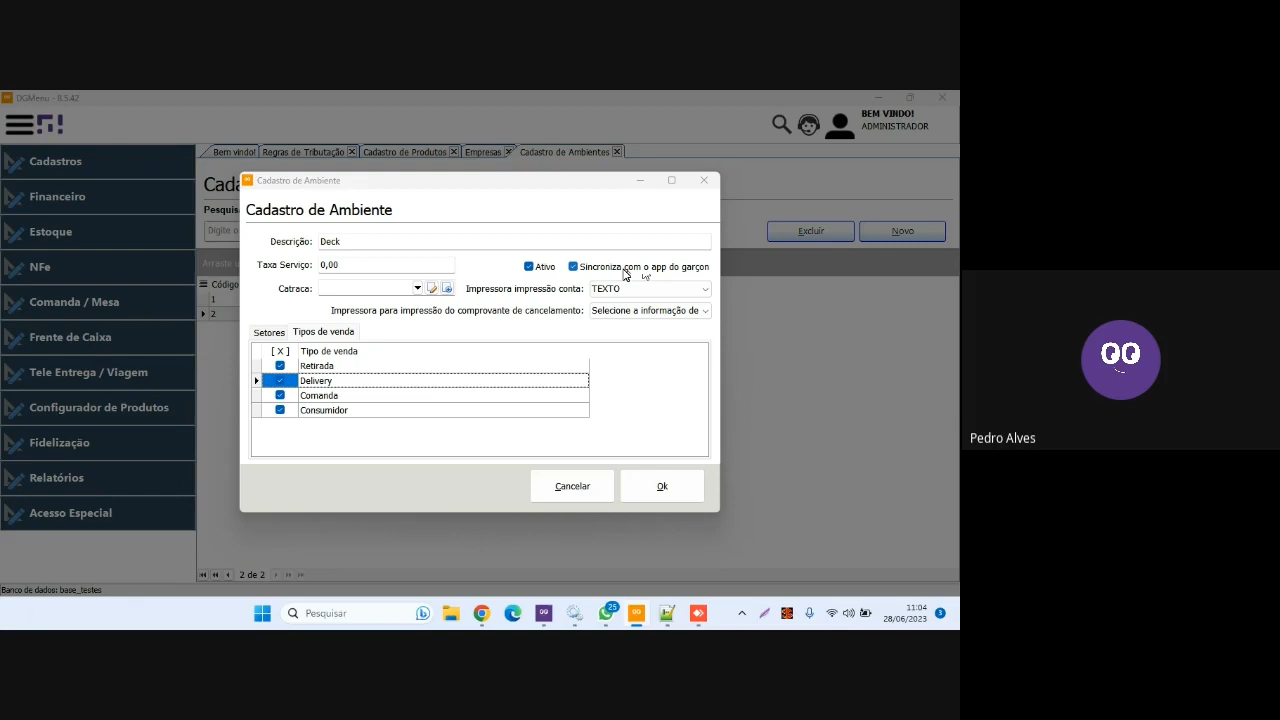 DGMenu - 8.5.42
BEM VINDO!
ADMINISTRADOR
Cadastros
Financeiro
Estoque
NFe
Comanda / Mesa
Frente de Caixa
Tele Entrega / Viagem
Configurador de Produtos
Fidelização
Relatórios
Acesso Especial
Bem vindo! Regras de Tributação Cadastro de Produtos Empresas Cadastro de Ambientes
Cada
Pesquis
Digite o
Excluir Novo
Arraste
Código
1
2
Cadastro de Ambiente
Cadastro de Ambiente
Descrição: Deck
Taxa Serviço: 0,00 Ativo Sincroniza com o app do garçon
Catraca: Impressora impressão conta: TEXTO
Impressora para impressão do comprovante de cancelamento: Selecione a informação de
Setores Tipos de venda
[ X ] Tipo de venda
Retirada
Delivery
Comanda
Consumidor
Cancelar Ok
2 de 2
Banco de dados: base_testes
Pesquisar 25 11:04
28/06/2023 3
Pedro Alves